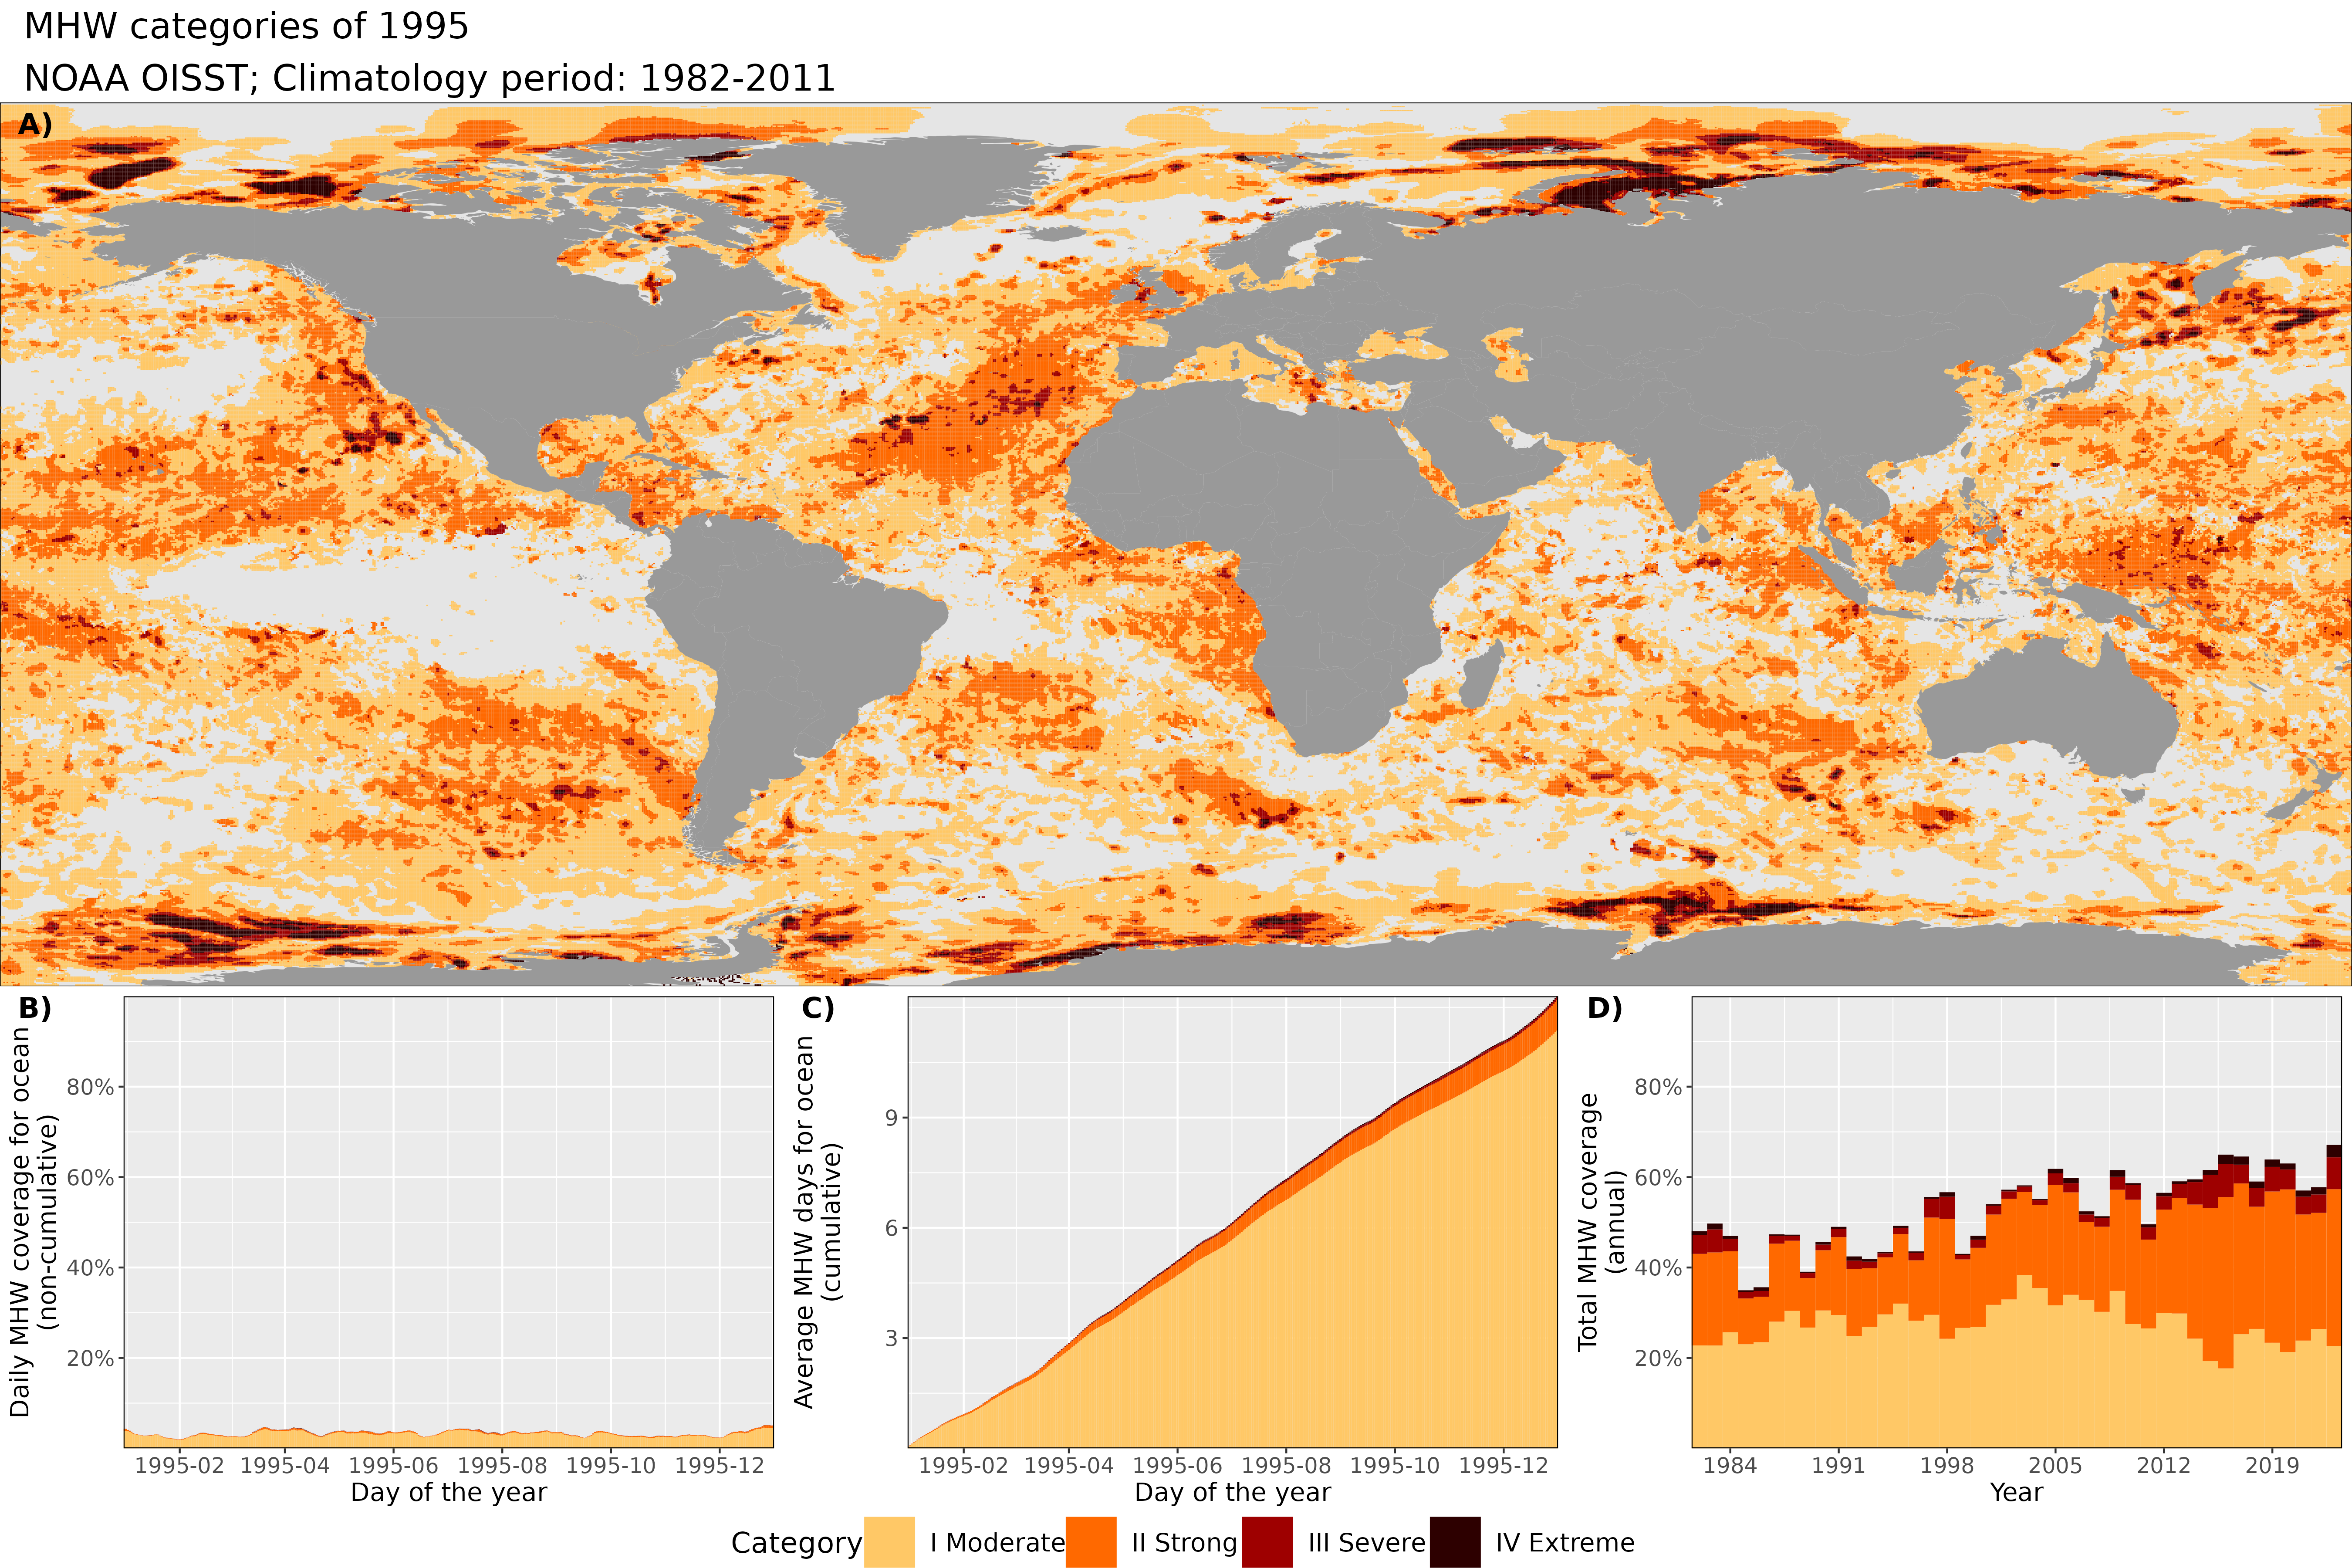 MHW categories of 1995
NOAA OISST; Climatology period: 1982-2011
A)
B)
Daily MHW coverage for ocean
(non-cumulative)
80%
60%
40%
20%
1995-02 1995-04 1995-06 1995-08 1995-10 1995-12
Day of the year
C)
Average MHW days for ocean
(cumulative)
9
6
3
1995-02 1995-04 1995-06 1995-08 1995-10 1995-12
Day of the year
D)
Total MHW coverage
(annual)
80%
60%
40%
20%
1984 1991 1998 2005 2012 2019
Year
Category I Moderate II Strong III Severe IV Extreme